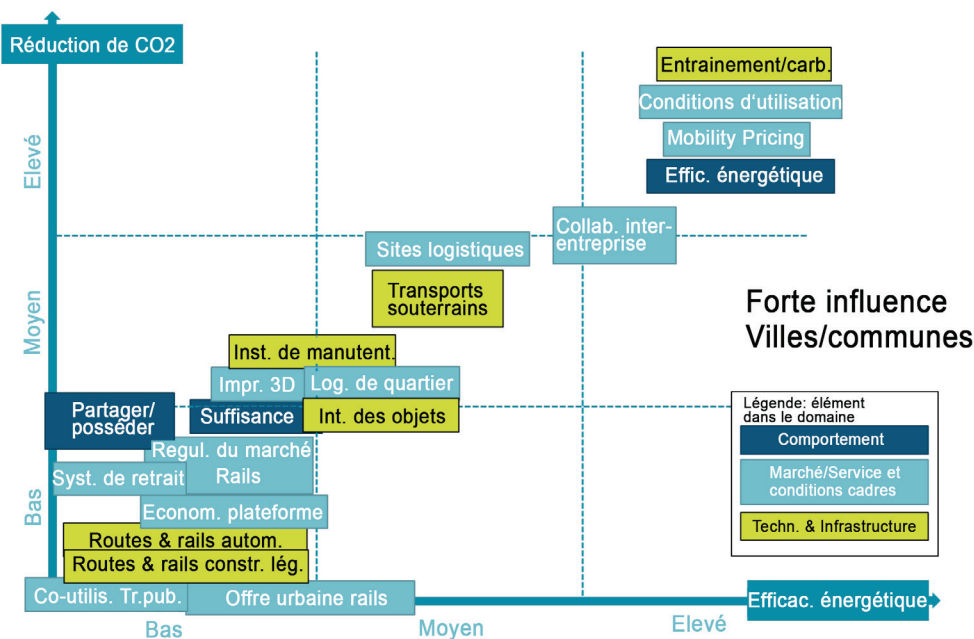 Réduction de CO2
Entrainement/carb.
Conditions d'utilisation
Mobility Pricing
Effic. énergétique
Elevé
Collab. inter-
entreprise
Sites logistiques
Transports
souterrains
Forte influence
Villes/communes
Moyen
Inst. de manutent.
Impr. 3D
Log. de quartier
Partager/
posséder
Suffisance
Int. des objets
Légende: élément
dans le domaine
Comportement
Marché/Service et
conditions cadres
Techn. & Infrastructure
Regul. du marché
Rails
Syst. de retrait
Bas
Econom. plateforme
Routes & rails autom.
Routes & rails constr. lég.
Co-utilis. Tr.pub.
Offre urbaine rails
Efficac. énergétique
Bas
Moyen
Elevé